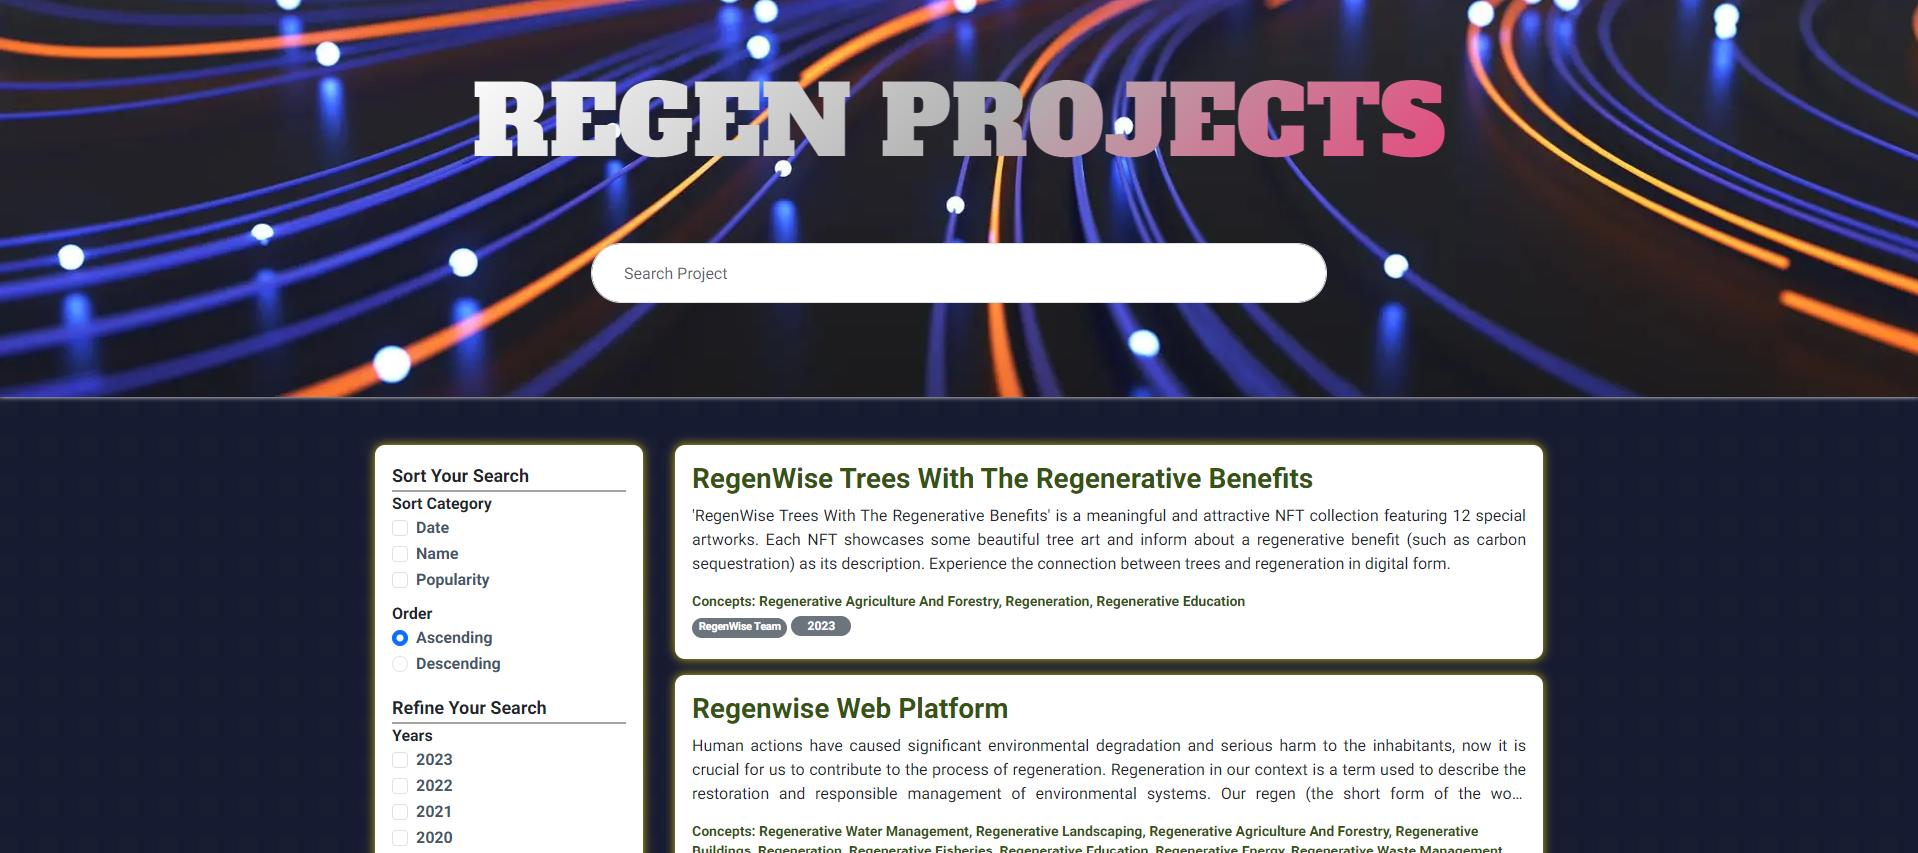 REGEN PROJECTS
Search Project
Sort Your Search
Sort Category
Date
Name
Popularity
Order
Ascending
Descending
Refine Your Search
Years
2023
2022
2021
2020
RegenWise Trees With The Regenerative Benefits
'RegenWise Trees With The Regenerative Benefits' is a meaningful and attractive NFT collection featuring 12 special
artworks. Each NFT showcases some beautiful tree art and inform about a regenerative benefit (such as carbon
sequestration) as its description. Experience the connection between trees and regeneration in digital form.
Concepts: Regenerative Agriculture And Forestry, Regeneration, Regenerative Education
RegenWise Team 2023
Regenwise Web Platform
Human actions have caused significant environmental degradation and serious harm to the inhabitants, now it is
crucial for us to contribute to the process of regeneration. Regeneration in our context is a term used to describe the
restoration and responsible management of environmental systems. Our regen (the short form of the wo...
Concepts: Regenerative Water Management, Regenerative Landscaping, Regenerative Agriculture And Forestry, Regenerative
Buildings, Regeneration, Regenerative Fisheries, Regenerative Education, Regenerative Energy, Regenerative Waste Management